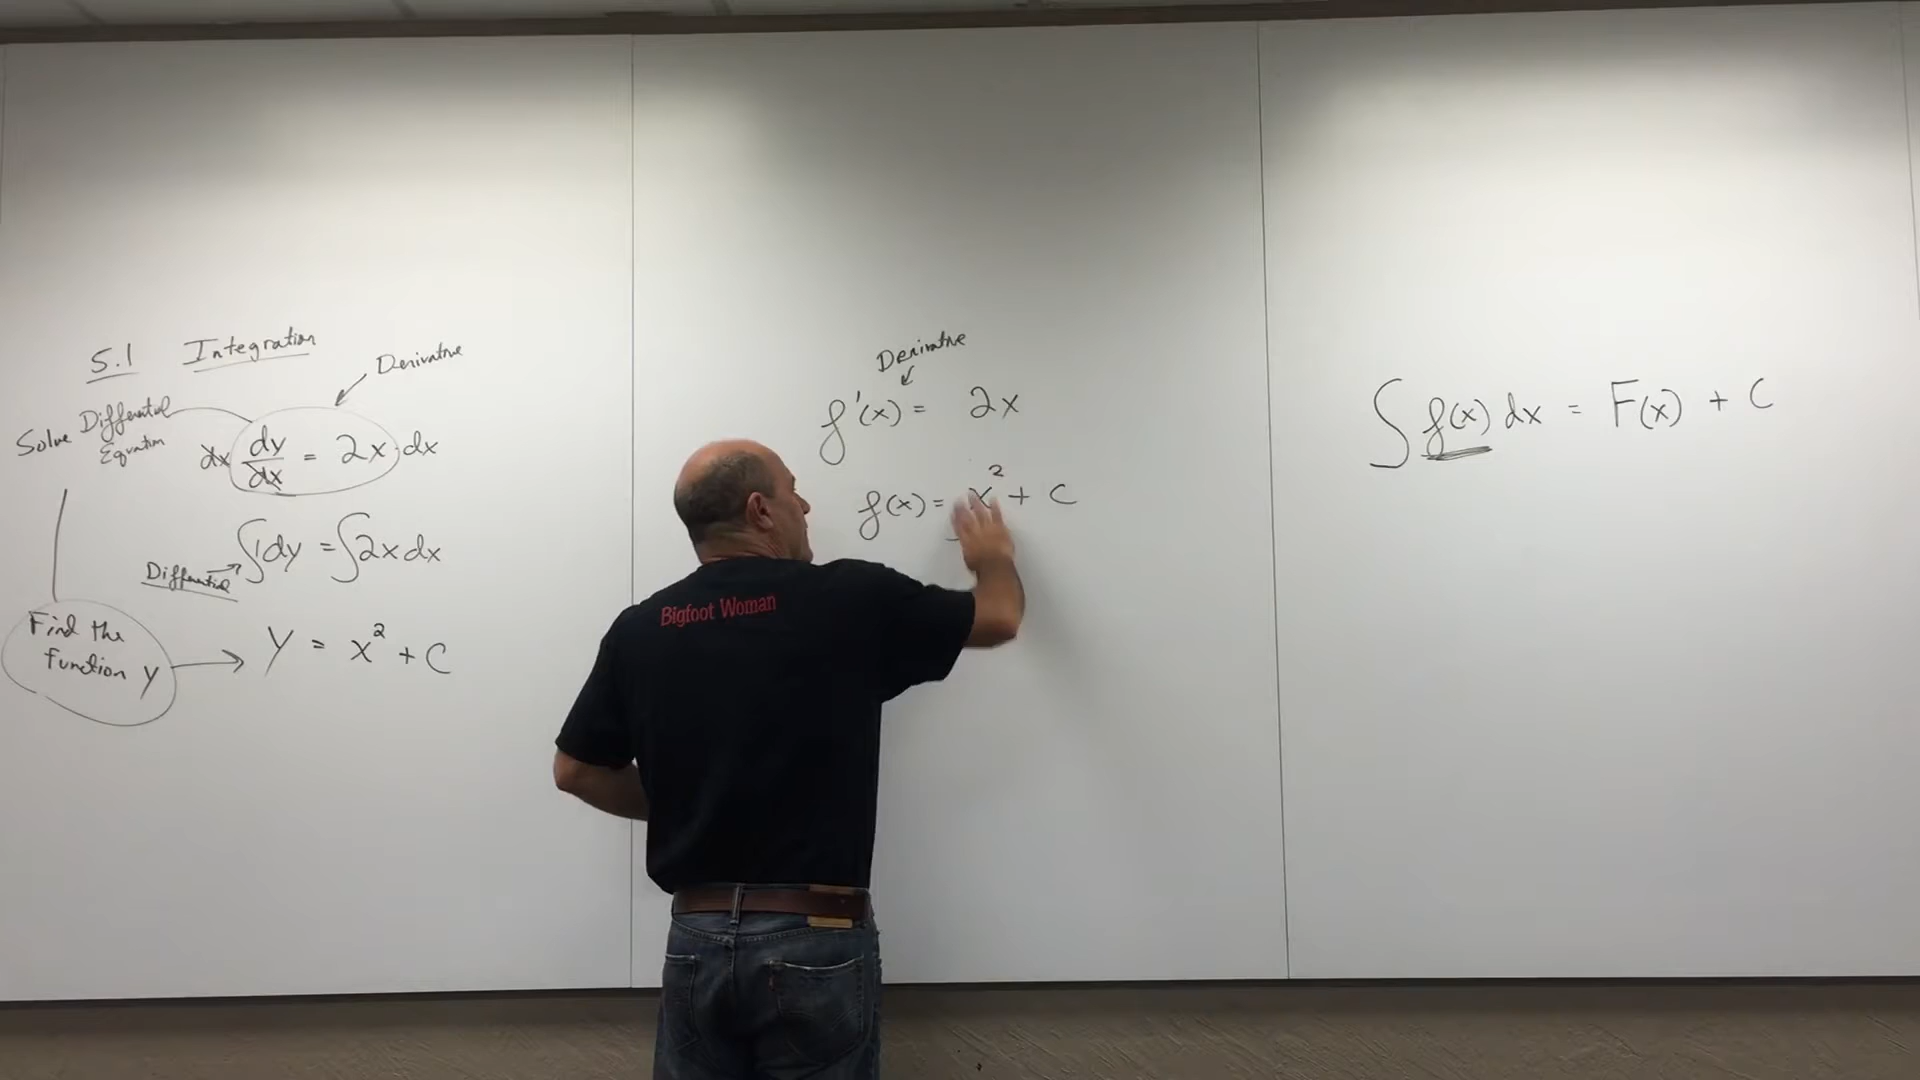 5.1 Integration
Derivative
Solve Differential
Equation
dx dy/dx = 2x · dx
∫1dy = ∫2x dx
Differential
Find the
function y
y = x² + C
Derivative
f'(x) = 2x
f(x) = x² + C
Bigfoot Woman
∫ f(x) dx = F(x) + C